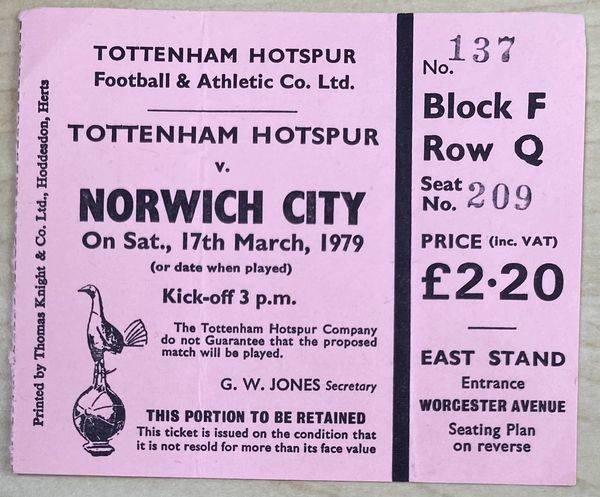 TOTTENHAM HOTSPUR
Football & Athletic Co. Ltd.
TOTTENHAM HOTSPUR
v.
NORWICH CITY
On Sat., 17th March, 1979
(or date when played)
Kick-off 3 p.m.
The Tottenham Hotspur Company
do not Guarantee that the proposed
match will be played.
G. W. JONES Secretary
THIS PORTION TO BE RETAINED
This ticket is issued on the condition that
it is not resold for more than its face value
Printed by Thomas Knight & Co. Ltd., Hoddesdon, Herts
No. 137
Block F
Row Q
Seat
No. 209
PRICE (inc. VAT)
£2·20
EAST STAND
Entrance
WORCESTER AVENUE
Seating Plan
on reverse